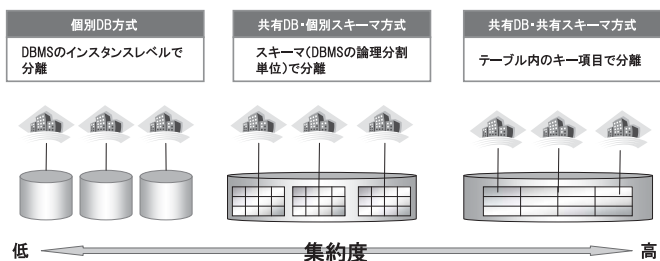 個別DB方式
DBMSのインスタンスレベルで
分離
共有DB・個別スキーマ方式
スキーマ(DBMSの論理分割
単位)で分離
共有DB・共有スキーマ方式
テーブル内のキー項目で分離
低
集約度
高